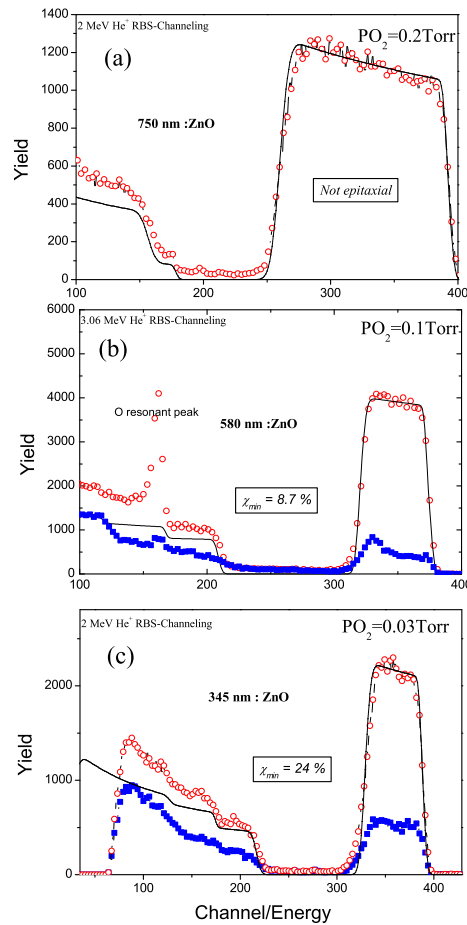 2 MeV He⁺ RBS-Channeling
PO₂=0.2Torr
(a)
750 nm :ZnO
Not epitaxial
Yield
0
200
400
600
800
1000
1200
1400
100
200
300
400
3.06 MeV He⁺ RBS-Channeling
PO₂=0.1Torr
(b)
O resonant peak
580 nm :ZnO
χmin = 8.7 %
Yield
0
1000
2000
3000
4000
5000
6000
100
200
300
400
2 MeV He⁺ RBS-Channeling
PO₂=0.03Torr
(c)
345 nm : ZnO
χmin = 24 %
Yield
0
1000
2000
100
200
300
400
Channel/Energy